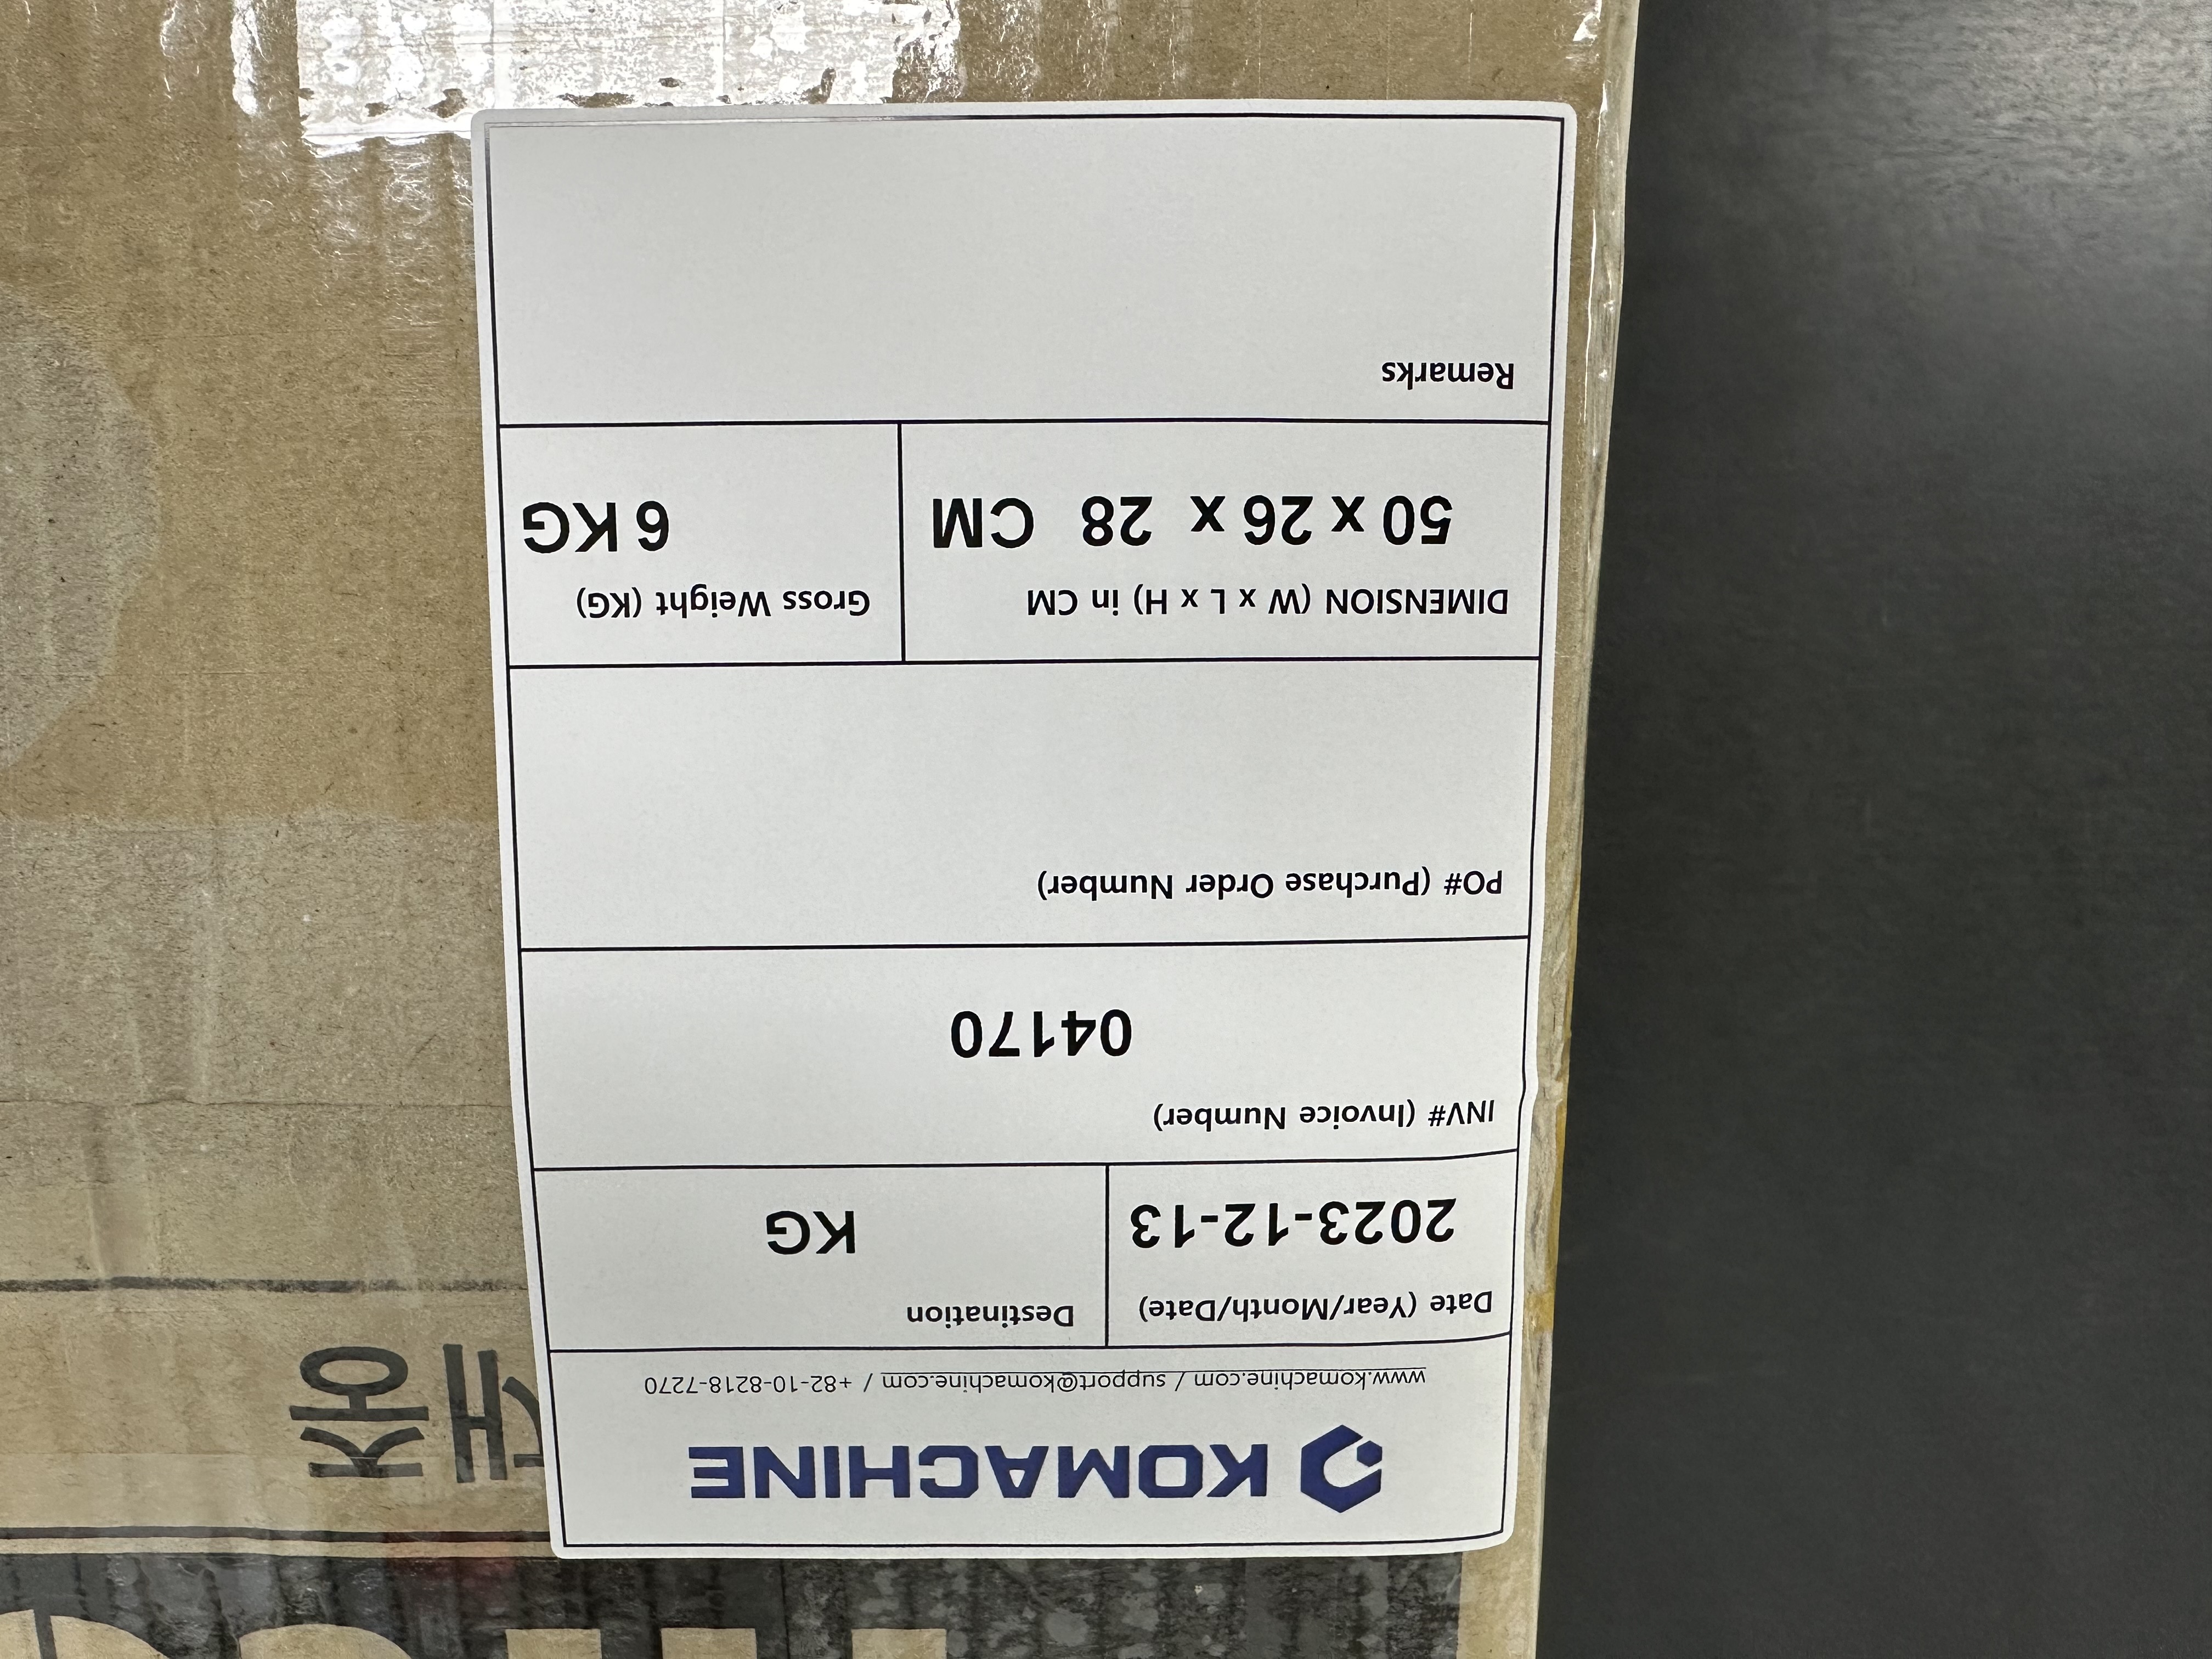 KOMACHINE
www.komachine.com / support@komachine.com / +82-10-8218-7270
Date (Year/Month/Date)
2023-12-13
Destination
KG
INV# (Invoice Number)
04170
PO# (Purchase Order Number)
DIMENSION (W x L x H) in CM
50 x 26 x 28 CM
Gross Weight (KG)
6 KG
Remarks